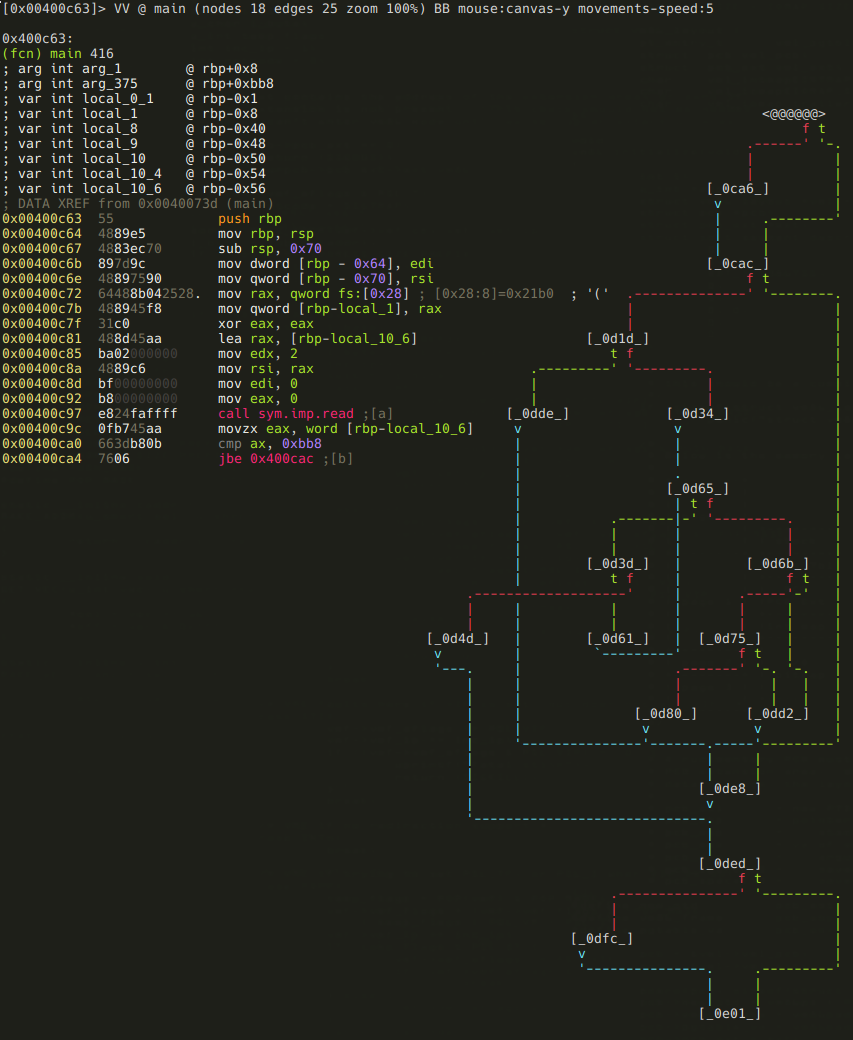 [0x00400c63]> VV @ main (nodes 18 edges 25 zoom 100%) BB mouse:canvas-y movements-speed:5
0x400c63:
(fcn) main 416
; arg int arg_1 @ rbp+0x8
; arg int arg_375 @ rbp+0xbb8
; var int local_0_1 @ rbp-0x1
; var int local_1 @ rbp-0x8
; var int local_8 @ rbp-0x40
; var int local_9 @ rbp-0x48
; var int local_10 @ rbp-0x50
; var int local_10_4 @ rbp-0x54
; var int local_10_6 @ rbp-0x56
; DATA XREF from 0x0040073d (main)
0x00400c63 55 push rbp
0x00400c64 4889e5 mov rbp, rsp
0x00400c67 4883ec70 sub rsp, 0x70
0x00400c6b 897d9c mov dword [rbp - 0x64], edi
0x00400c6e 48897590 mov qword [rbp - 0x70], rsi
0x00400c72 64488b042528. mov rax, qword fs:[0x28] ; [0x28:8]=0x21b0 ; '('
0x00400c7b 488945f8 mov qword [rbp-local_1], rax
0x00400c7f 31c0 xor eax, eax
0x00400c81 488d45aa lea rax, [rbp-local_10_6]
0x00400c85 ba02000000 mov edx, 2
0x00400c8a 4889c6 mov rsi, rax
0x00400c8d bf00000000 mov edi, 0
0x00400c92 b800000000 mov eax, 0
0x00400c97 e824faffff call sym.imp.read ;[a]
0x00400c9c 0fb745aa movzx eax, word [rbp-local_10_6]
0x00400ca0 663db80b cmp ax, 0xbb8
0x00400ca4 7606 jbe 0x400cac ;[b]
<@@@@@@>
f t
[_0ca6_]
v
[_0cac_]
f t
[_0d1d_]
t f
[_0dde_] [_0d34_]
v v
[_0d65_]
t f
[_0d3d_] [_0d6b_]
t f f t
[_0d4d_] [_0d61_] [_0d75_]
v f t
[_0d80_] [_0dd2_]
v v
[_0de8_]
v
[_0ded_]
f t
[_0dfc_]
v
[_0e01_]